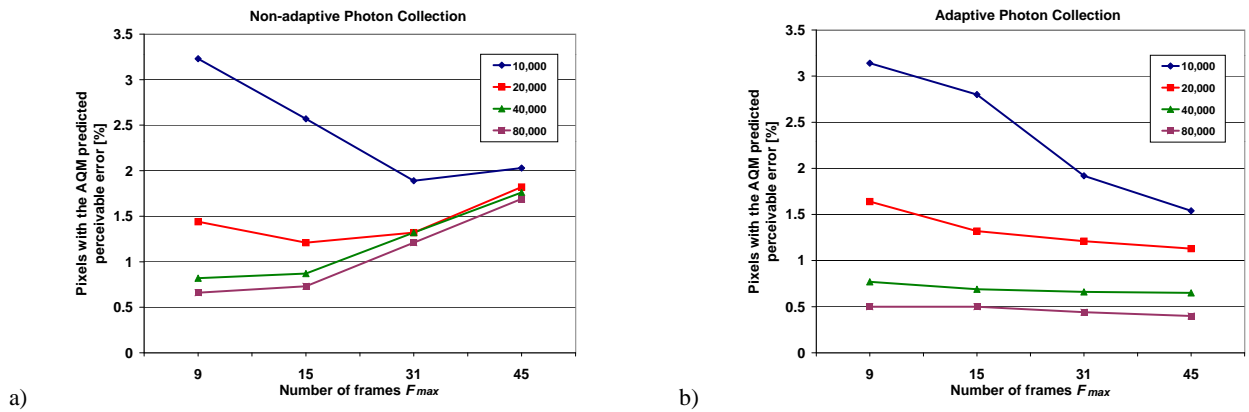 Non-adaptive Photon Collection
Pixels with the AQM predicted
perceivable error [%]
3.5
3
2.5
2
1.5
1
0.5
0
10,000
20,000
40,000
80,000
9 15 31 45
Number of frames Fmax
a)
Adaptive Photon Collection
Pixels with the AQM predicted
perceivable error [%]
3.5
3
2.5
2
1.5
1
0.5
0
10,000
20,000
40,000
80,000
9 15 31 45
Number of frames Fmax
b)